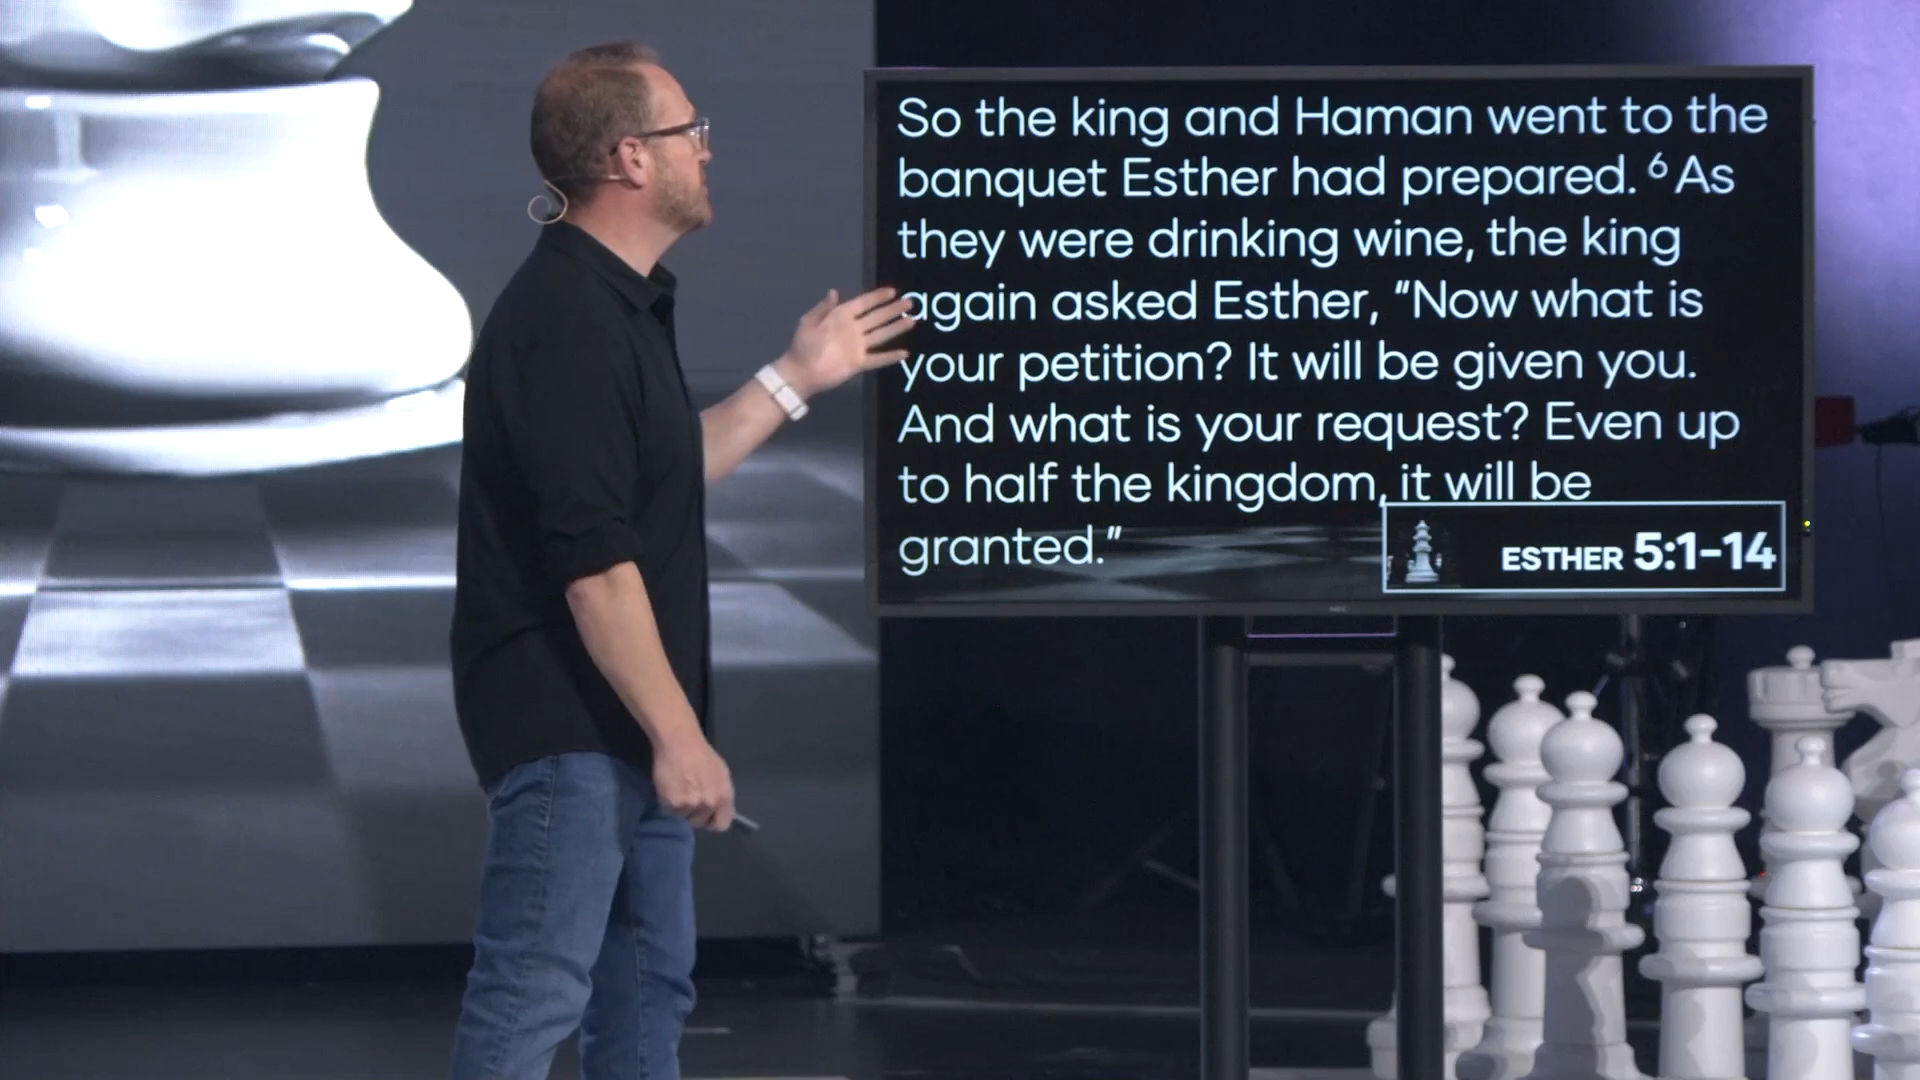 So the king and Haman went to the
banquet Esther had prepared. ⁶ As
they were drinking wine, the king
again asked Esther, “Now what is
your petition? It will be given you.
And what is your request? Even up
to half the kingdom, it will be
granted.”
ESTHER 5:1-14
NEC